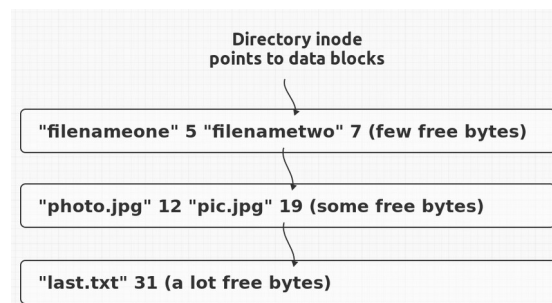 Directory inode
points to data blocks
"filenameone" 5 "filenametwo" 7 (few free bytes)
"photo.jpg" 12 "pic.jpg" 19 (some free bytes)
"last.txt" 31 (a lot free bytes)